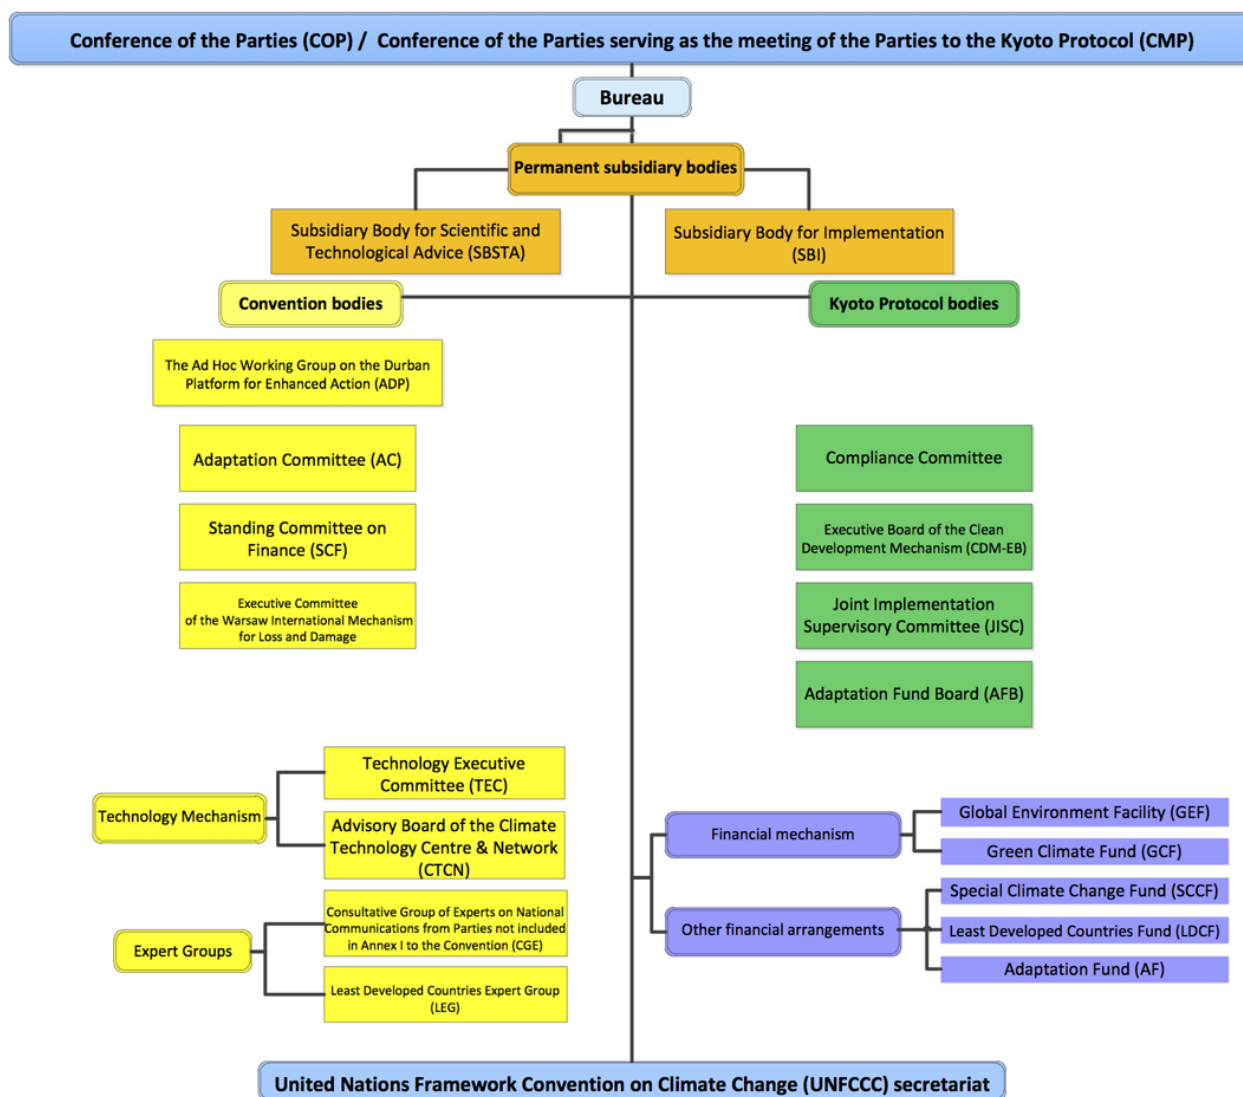 Conference of the Parties (COP) / Conference of the Parties serving as the meeting of the Parties to the Kyoto Protocol (CMP)
Bureau
Permanent subsidiary bodies
Subsidiary Body for Scientific and
Technological Advice (SBSTA)
Subsidiary Body for Implementation
(SBI)
Convention bodies
Kyoto Protocol bodies
The Ad Hoc Working Group on the Durban
Platform for Enhanced Action (ADP)
Adaptation Committee (AC)
Standing Committee on
Finance (SCF)
Executive Committee
of the Warsaw International Mechanism
for Loss and Damage
Compliance Committee
Executive Board of the Clean
Development Mechanism (CDM-EB)
Joint Implementation
Supervisory Committee (JISC)
Adaptation Fund Board (AFB)
Technology Mechanism
Technology Executive
Committee (TEC)
Advisory Board of the Climate
Technology Centre & Network
(CTCN)
Expert Groups
Consultative Group of Experts on National
Communications from Parties not included
in Annex I to the Convention (CGE)
Least Developed Countries Expert Group
(LEG)
Financial mechanism
Global Environment Facility (GEF)
Green Climate Fund (GCF)
Other financial arrangements
Special Climate Change Fund (SCCF)
Least Developed Countries Fund (LDCF)
Adaptation Fund (AF)
United Nations Framework Convention on Climate Change (UNFCCC) secretariat